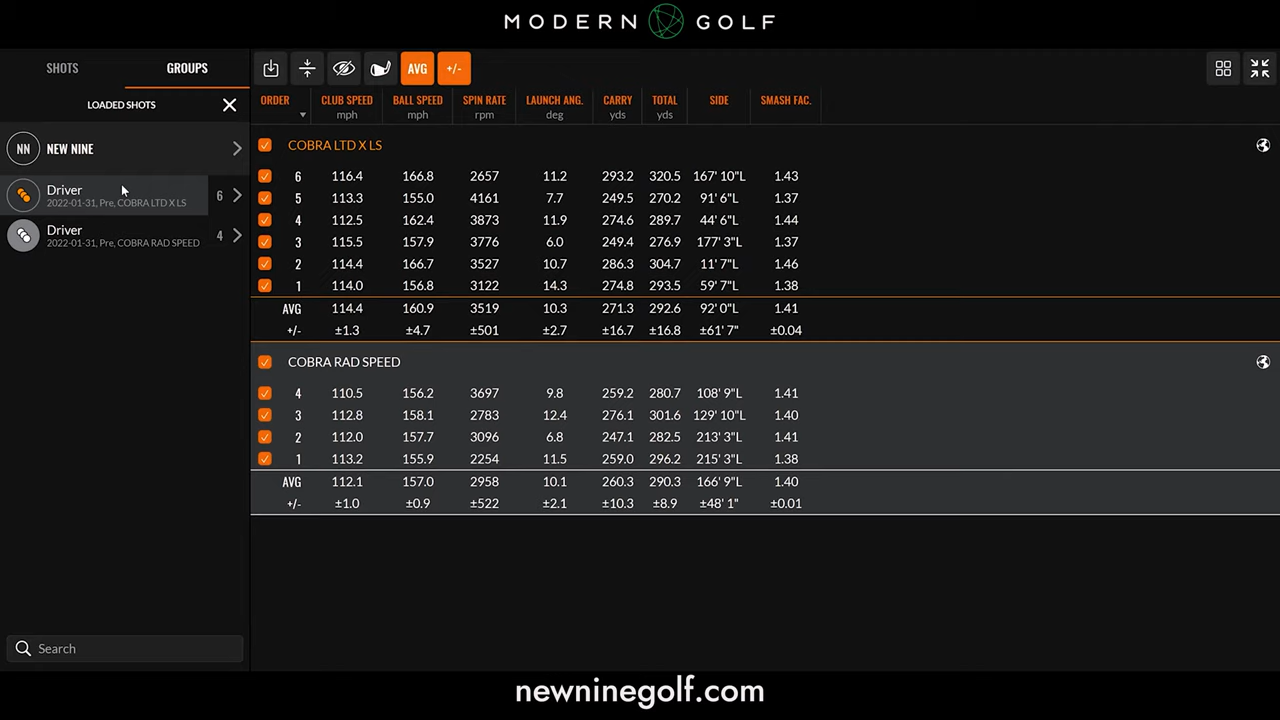 MODERN GOLF
SHOTS GROUPS
LOADED SHOTS
NN NEW NINE
Driver
2022-01-31, Pre, COBRA LTD X LS
6
Driver
2022-01-31, Pre, COBRA RAD SPEED
4
Search
AVG +/-
ORDER CLUB SPEED BALL SPEED SPIN RATE LAUNCH ANG. CARRY TOTAL SIDE SMASH FAC.
mph mph rpm deg yds yds
COBRA LTD X LS
6 116.4 166.8 2657 11.2 293.2 320.5 167' 10"L 1.43
5 113.3 155.0 4161 7.7 249.5 270.2 91' 6"L 1.37
4 112.5 162.4 3873 11.9 274.6 289.7 44' 6"L 1.44
3 115.5 157.9 3776 6.0 249.4 276.9 177' 3"L 1.37
2 114.4 166.7 3527 10.7 286.3 304.7 11' 7"L 1.46
1 114.0 156.8 3122 14.3 274.8 293.5 59' 7"L 1.38
AVG 114.4 160.9 3519 10.3 271.3 292.6 92' 0"L 1.41
+/- ±1.3 ±4.7 ±501 ±2.7 ±16.7 ±16.8 ±61' 7" ±0.04
COBRA RAD SPEED
4 110.5 156.2 3697 9.8 259.2 280.7 108' 9"L 1.41
3 112.8 158.1 2783 12.4 276.1 301.6 129' 10"L 1.40
2 112.0 157.7 3096 6.8 247.1 282.5 213' 3"L 1.41
1 113.2 155.9 2254 11.5 259.0 296.2 215' 3"L 1.38
AVG 112.1 157.0 2958 10.1 260.3 290.3 166' 9"L 1.40
+/- ±1.0 ±0.9 ±522 ±2.1 ±10.3 ±8.9 ±48' 1" ±0.01
newninegolf.com